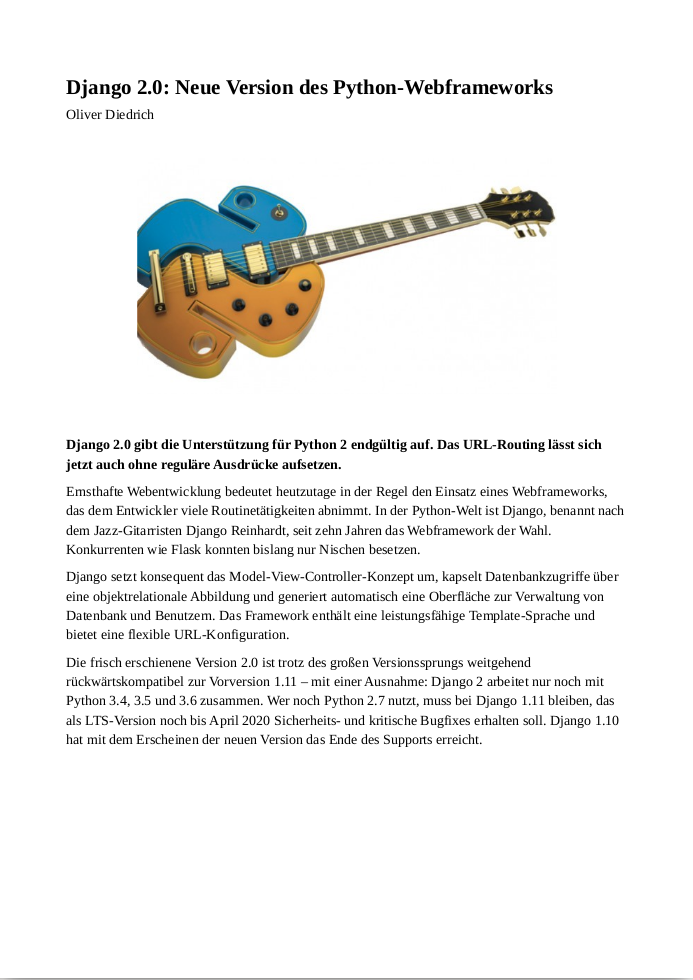 Django 2.0: Neue Version des Python-Webframeworks
Oliver Diedrich
Django 2.0 gibt die Unterstützung für Python 2 endgültig auf. Das URL-Routing lässt sich
jetzt auch ohne reguläre Ausdrücke aufsetzen.
Ernsthafte Webentwicklung bedeutet heutzutage in der Regel den Einsatz eines Webframeworks,
das dem Entwickler viele Routinetätigkeiten abnimmt. In der Python-Welt ist Django, benannt nach
dem Jazz-Gitarristen Django Reinhardt, seit zehn Jahren das Webframework der Wahl.
Konkurrenten wie Flask konnten bislang nur Nischen besetzen.
Django setzt konsequent das Model-View-Controller-Konzept um, kapselt Datenbankzugriffe über
eine objektrelationale Abbildung und generiert automatisch eine Oberfläche zur Verwaltung von
Datenbank und Benutzern. Das Framework enthält eine leistungsfähige Template-Sprache und
bietet eine flexible URL-Konfiguration.
Die frisch erschienene Version 2.0 ist trotz des großen Versionssprungs weitgehend
rückwärtskompatibel zur Vorversion 1.11 – mit einer Ausnahme: Django 2 arbeitet nur noch mit
Python 3.4, 3.5 und 3.6 zusammen. Wer noch Python 2.7 nutzt, muss bei Django 1.11 bleiben, das
als LTS-Version noch bis April 2020 Sicherheits- und kritische Bugfixes erhalten soll. Django 1.10
hat mit dem Erscheinen der neuen Version das Ende des Supports erreicht.